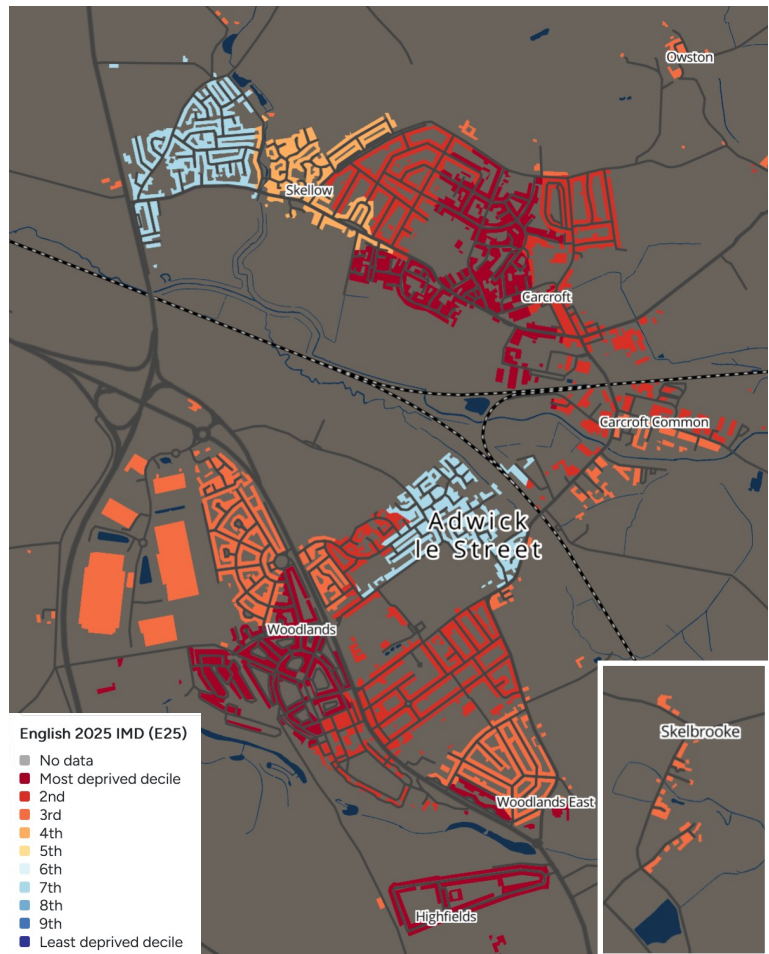 Owston
Skellow
Carcroft
Carcroft Common
Adwick
le Street
Woodlands
Skelbrooke
Woodlands East
Highfields
English 2025 IMD (E25)
No data
Most deprived decile
2nd
3rd
4th
5th
6th
7th
8th
9th
Least deprived decile